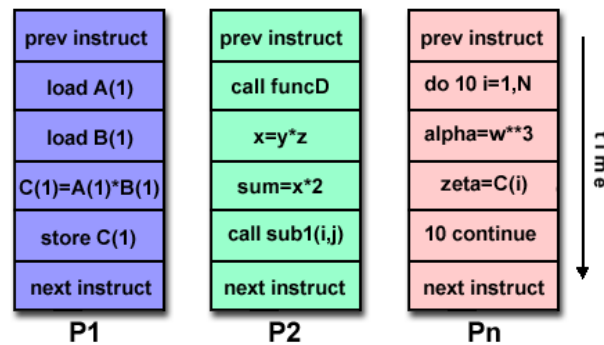 prev instruct
load A(1)
load B(1)
C(1)=A(1)*B(1)
store C(1)
next instruct
P1
prev instruct
call funcD
x=y*z
sum=x*2
call sub1(i,j)
next instruct
P2
prev instruct
do 10 i=1,N
alpha=w**3
zeta=C(i)
10 continue
next instruct
Pn
time